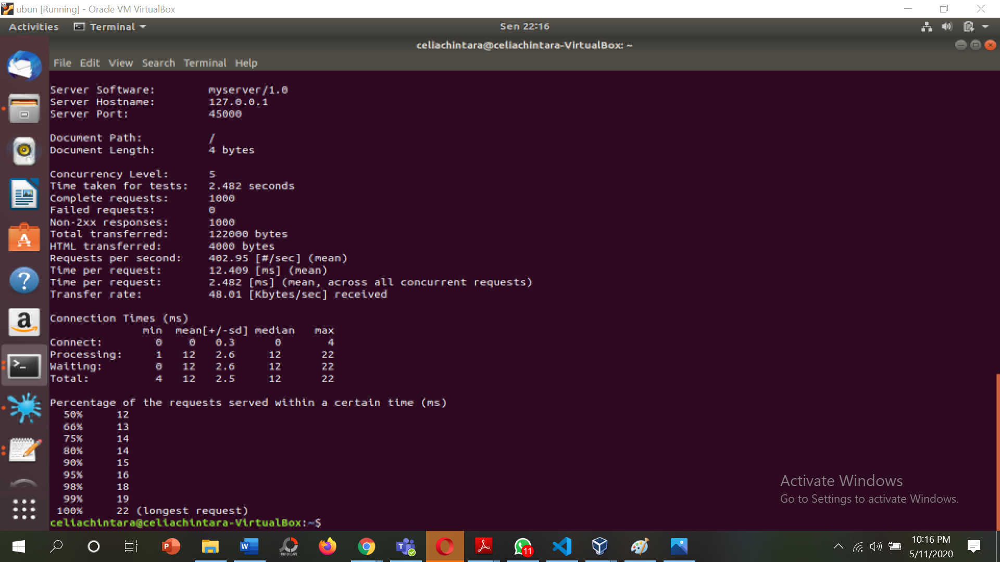 ubun [Running] - Oracle VM VirtualBox
Activities Terminal Sen 22:16
celiachintara@celiachintara-VirtualBox: ~
File Edit View Search Terminal Help
Server Software: myserver/1.0
Server Hostname: 127.0.0.1
Server Port: 45000
Document Path: /
Document Length: 4 bytes
Concurrency Level: 5
Time taken for tests: 2.482 seconds
Complete requests: 1000
Failed requests: 0
Non-2xx responses: 1000
Total transferred: 122000 bytes
HTML transferred: 4000 bytes
Requests per second: 402.95 [#/sec] (mean)
Time per request: 12.409 [ms] (mean)
Time per request: 2.482 [ms] (mean, across all concurrent requests)
Transfer rate: 48.01 [Kbytes/sec] received
Connection Times (ms)
min mean[+/-sd] median max
Connect: 0 0 0.3 0 4
Processing: 1 12 2.6 12 22
Waiting: 0 12 2.6 12 22
Total: 4 12 2.5 12 22
Percentage of the requests served within a certain time (ms)
50% 12
66% 13
75% 14
80% 14
90% 15
95% 16
98% 18
99% 19
100% 22 (longest request)
celiachintara@celiachintara-VirtualBox:~$
Activate Windows
Go to Settings to activate Windows.
PHOTOSCAPE
11
10:16 PM
5/11/2020